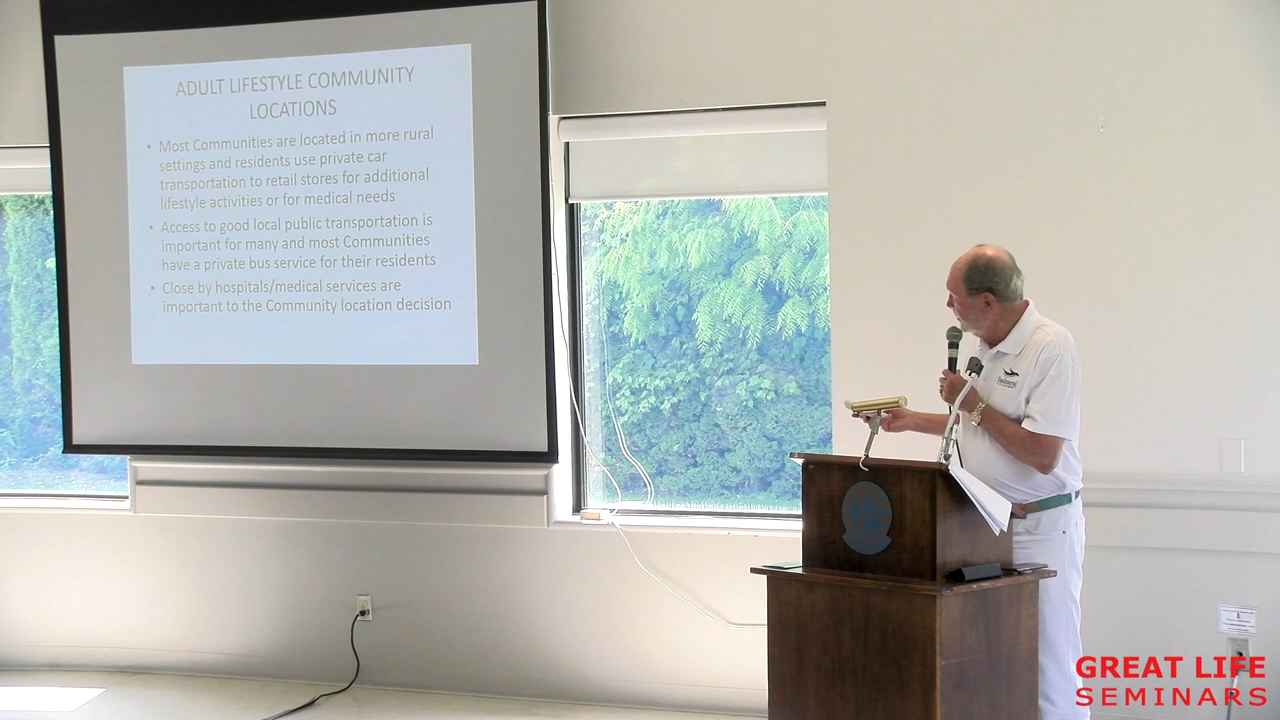 ADULT LIFESTYLE COMMUNITY
LOCATIONS
• Most Communities are located in more rural
settings and residents use private car
transportation to retail stores for additional
lifestyle activities or for medical needs
• Access to good local public transportation is
important for many and most Communities
have a private bus service for their residents
• Close by hospitals/medical services are
important to the Community location decision
GREAT LIFE
SEMINARS